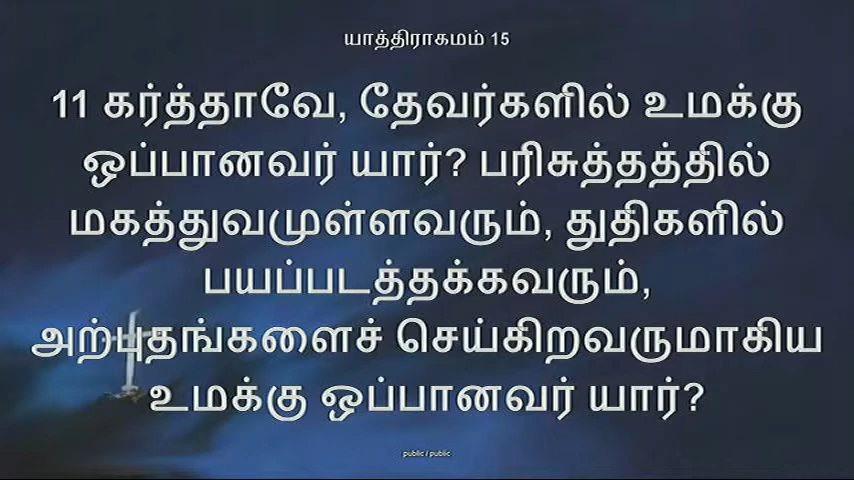 யாத்திராகமம் 15
11 கர்த்தாவே, தேவர்களில் உமக்கு
ஒப்பானவர் யார்? பரிசுத்தத்தில்
மகத்துவமுள்ளவரும், துதிகளில்
பயப்படத்தக்கவரும்,
அற்புதங்களைச் செய்கிறவருமாகிய
உமக்கு ஒப்பானவர் யார்?
public / public